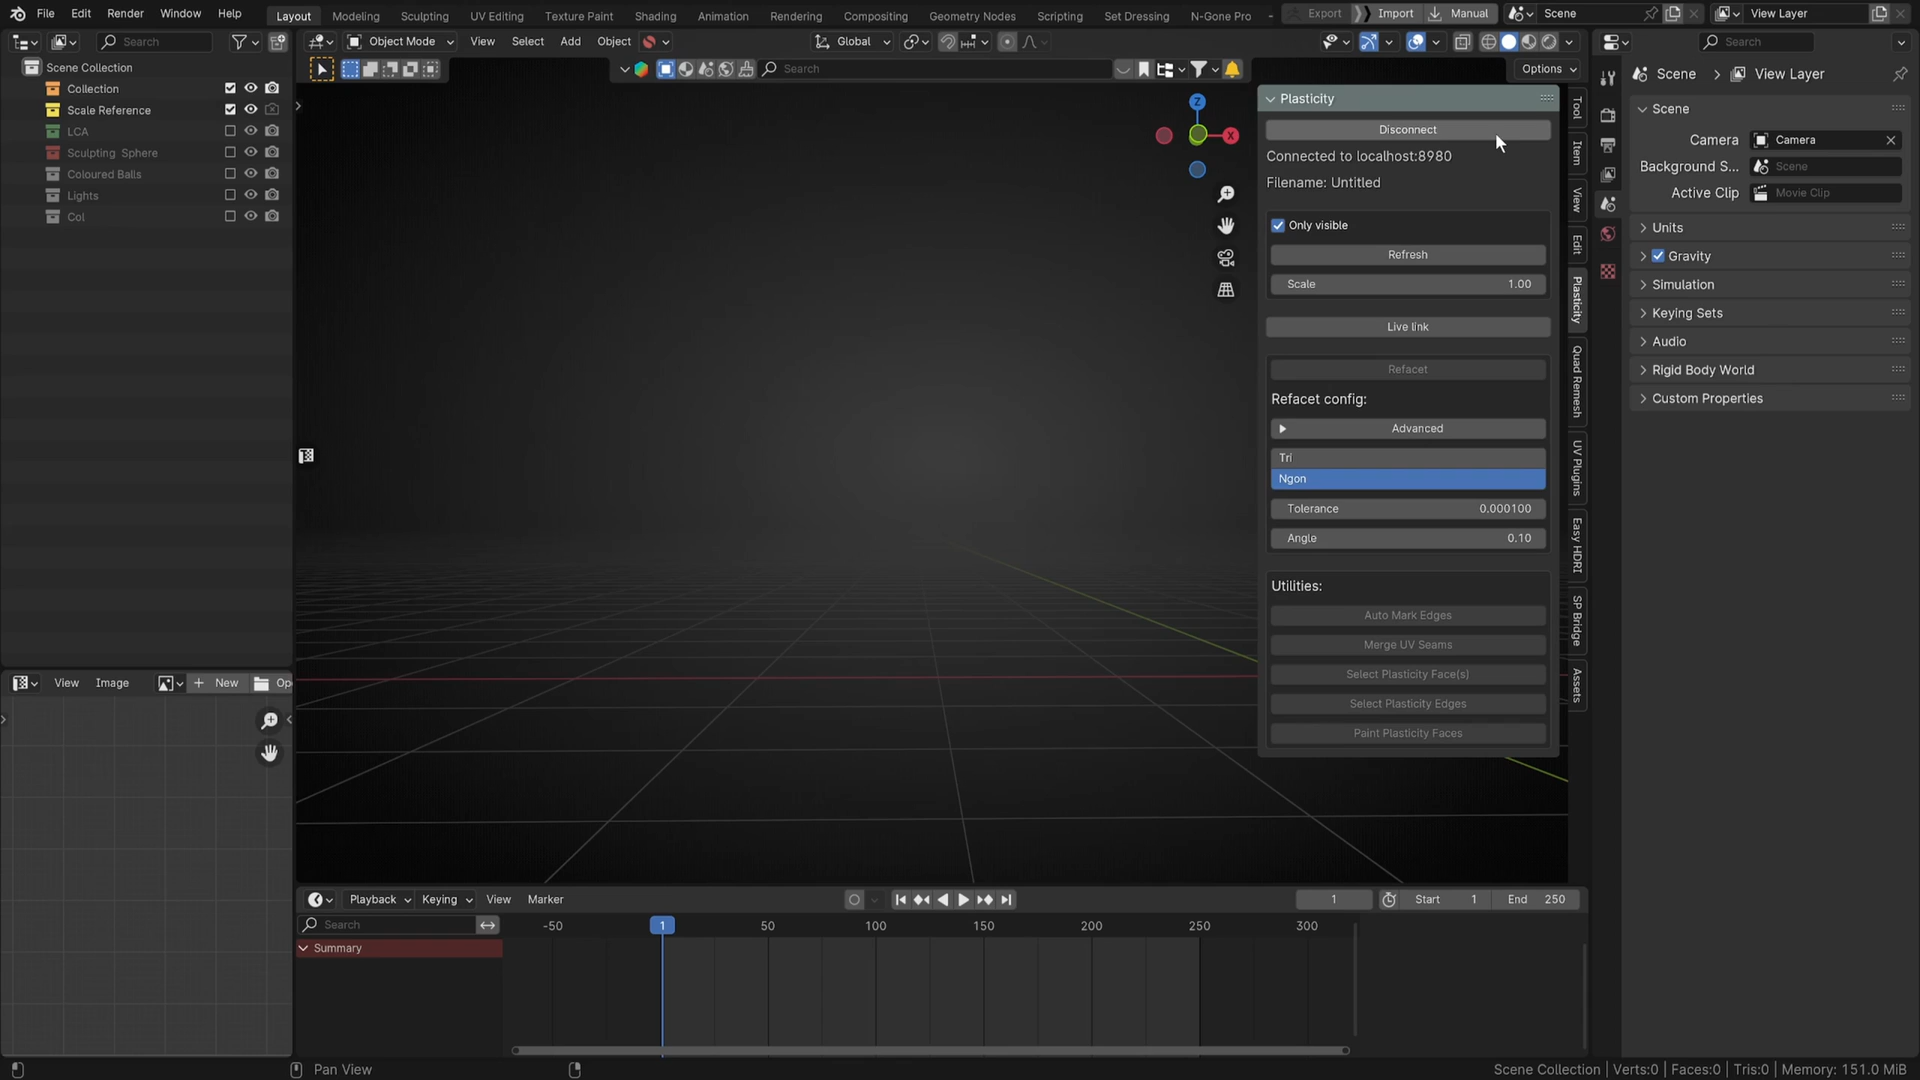 File Edit Render Window Help Layout Modeling Sculpting UV Editing Texture Paint Shading Animation Rendering Compositing Geometry Nodes Scripting Set Dressing N-Gone Pro Export Import Manual Scene View Layer
Search Object Mode View Select Add Object Global Search
Search Options
Scene Collection
Collection
Scale Reference
LCA
Sculpting Sphere
Coloured Balls
Lights
Col
Z
X
Plasticity
Disconnect
Connected to localhost:8980
Filename: Untitled
Only visible
Refresh
Scale 1.00
Live link
Refacet
Refacet config:
Advanced
Tri
Ngon
Tolerance 0.000100
Angle 0.10
Utilities:
Auto Mark Edges
Merge UV Seams
Select Plasticity Face(s)
Select Plasticity Edges
Paint Plasticity Faces
Tool
Item
View
Edit
Plasticity
Quad Remesh
UV Plugins
Easy HDRI
SP Bridge
Assets
Scene View Layer
Scene
Camera Camera
Background S... Scene
Active Clip Movie Clip
Units
Gravity
Simulation
Keying Sets
Audio
Rigid Body World
Custom Properties
View Image New Op
Playback Keying View Marker 1 Start 1 End 250
Search -50 1 50 100 150 200 250 300
Summary
Pan View Scene Collection | Verts:0 | Faces:0 | Tris:0 | Memory: 151.0 MiB